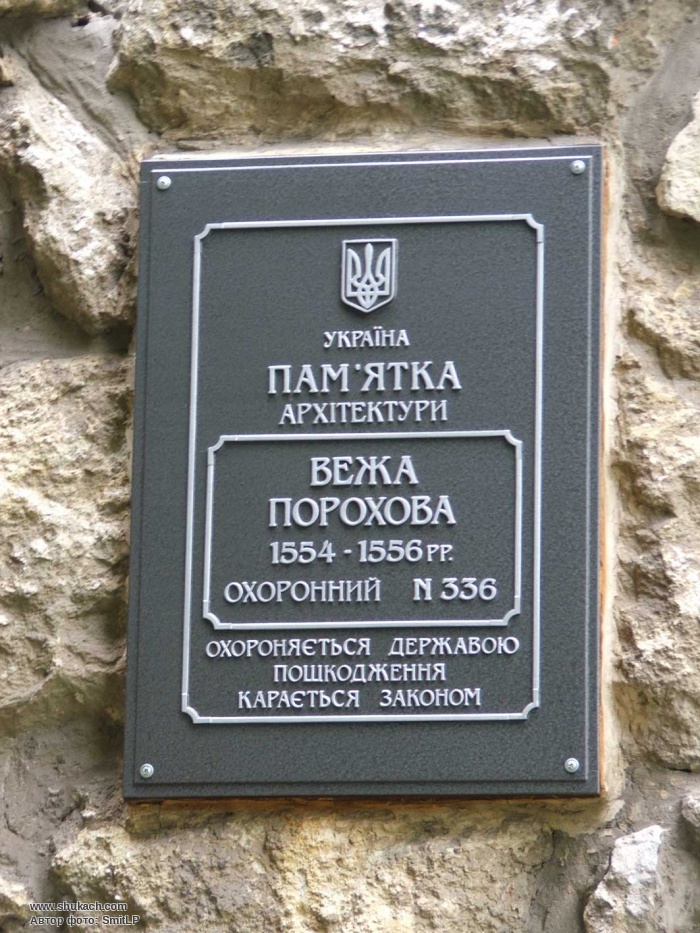 УКРАЇНА
ПАМ'ЯТКА
АРХІТЕКТУРИ
ВЕЖА
ПОРОХОВА
1554 - 1556 РР.
ОХОРОННИЙ N 336
ОХОРОНЯЄТЬСЯ ДЕРЖАВОЮ
ПОШКОДЖЕННЯ
КАРАЄТЬСЯ ЗАКОНОМ
www.shukach.com
Автор фото: SmitLP